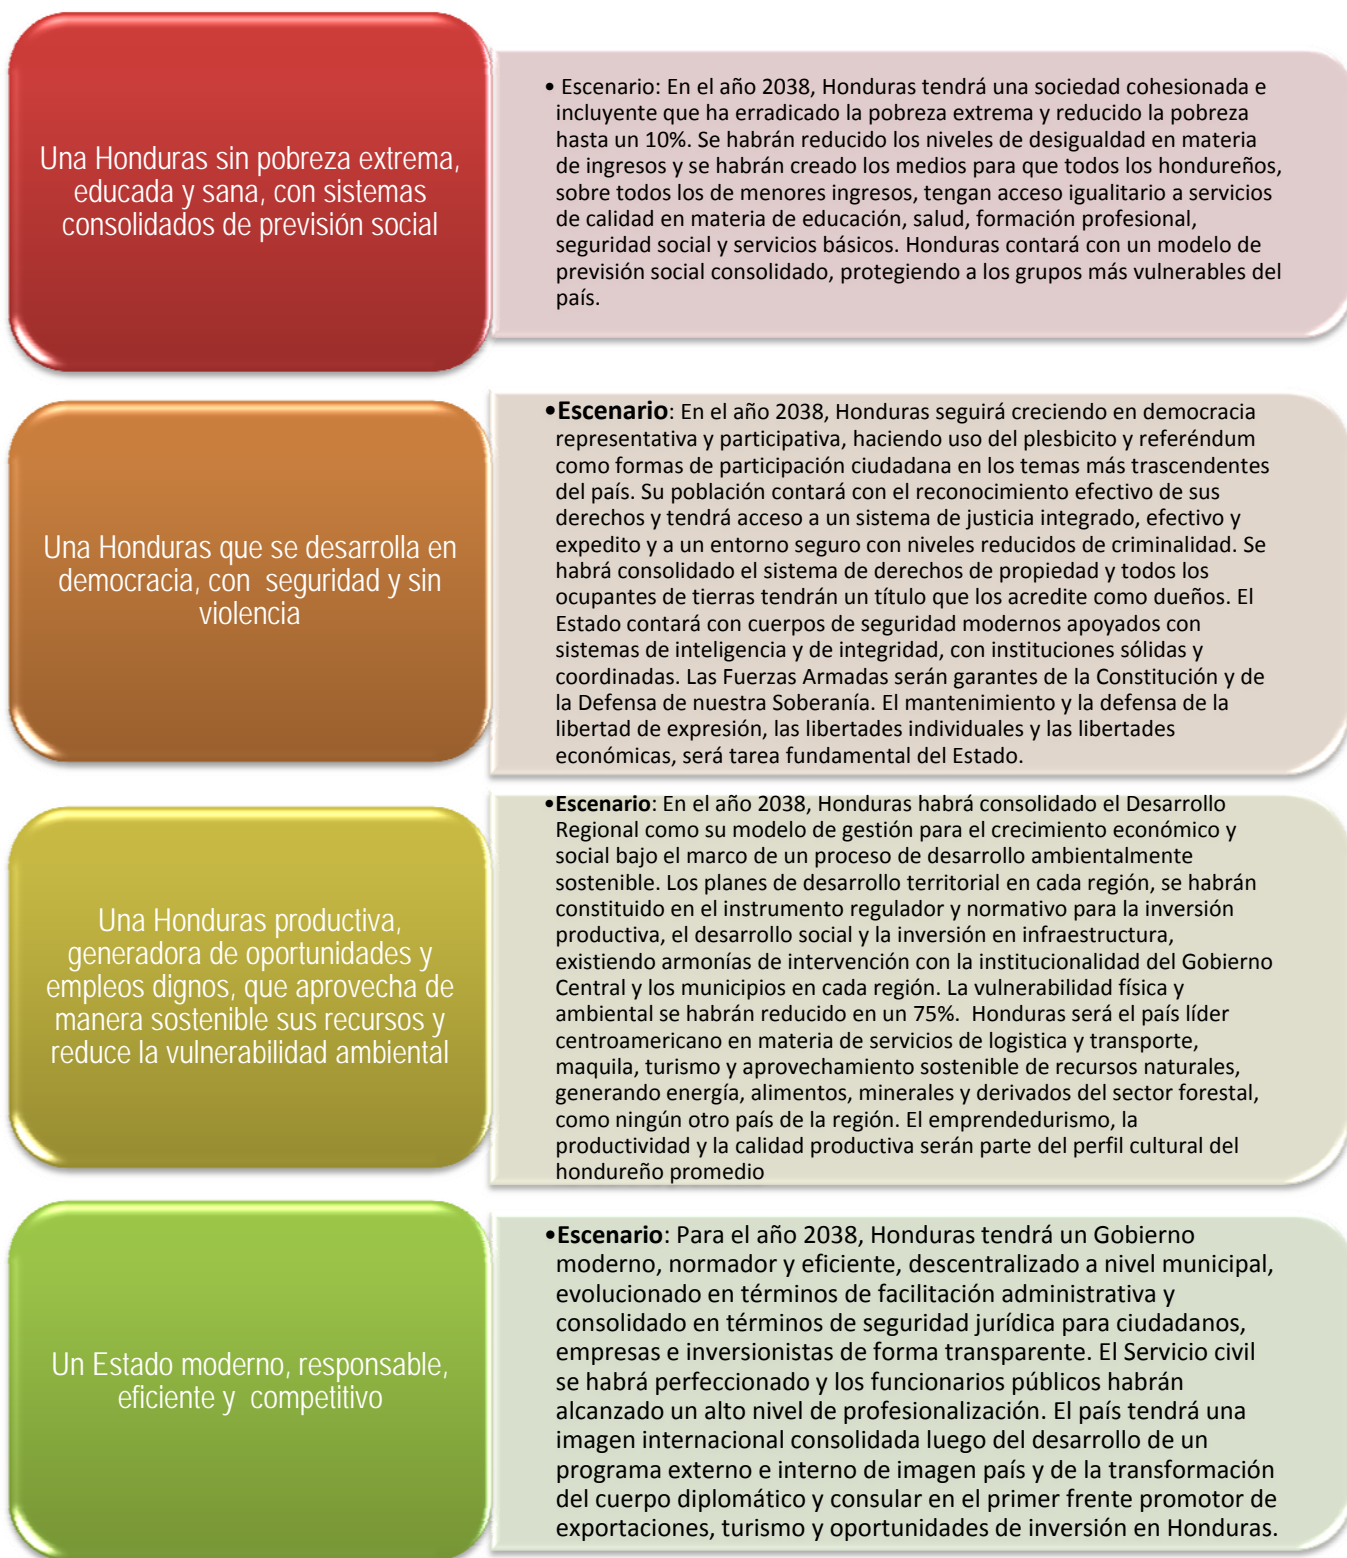 Una Honduras sin pobreza extrema,
educada y sana, con sistemas
consolidados de previsión social
• Escenario: En el año 2038, Honduras tendrá una sociedad cohesionada e
incluyente que ha erradicado la pobreza extrema y reducido la pobreza
hasta un 10%. Se habrán reducido los niveles de desigualdad en materia
de ingresos y se habrán creado los medios para que todos los hondureños,
sobre todos los de menores ingresos, tengan acceso igualitario a servicios
de calidad en materia de educación, salud, formación profesional,
seguridad social y servicios básicos. Honduras contará con un modelo de
previsión social consolidado, protegiendo a los grupos más vulnerables del
país.
Una Honduras que se desarrolla en
democracia, con seguridad y sin
violencia
•Escenario: En el año 2038, Honduras seguirá creciendo en democracia
representativa y participativa, haciendo uso del plesbicito y referéndum
como formas de participación ciudadana en los temas más trascendentes
del país. Su población contará con el reconocimiento efectivo de sus
derechos y tendrá acceso a un sistema de justicia integrado, efectivo y
expedito y a un entorno seguro con niveles reducidos de criminalidad. Se
habrá consolidado el sistema de derechos de propiedad y todos los
ocupantes de tierras tendrán un título que los acredite como dueños. El
Estado contará con cuerpos de seguridad modernos apoyados con
sistemas de inteligencia y de integridad, con instituciones sólidas y
coordinadas. Las Fuerzas Armadas serán garantes de la Constitución y de
la Defensa de nuestra Soberanía. El mantenimiento y la defensa de la
libertad de expresión, las libertades individuales y las libertades
económicas, será tarea fundamental del Estado.
Una Honduras productiva,
generadora de oportunidades y
empleos dignos, que aprovecha de
manera sostenible sus recursos y
reduce la vulnerabilidad ambiental
•Escenario: En el año 2038, Honduras habrá consolidado el Desarrollo
Regional como su modelo de gestión para el crecimiento económico y
social bajo el marco de un proceso de desarrollo ambientalmente
sostenible. Los planes de desarrollo territorial en cada región, se habrán
constituido en el instrumento regulador y normativo para la inversión
productiva, el desarrollo social y la inversión en infraestructura,
existiendo armonías de intervención con la institucionalidad del Gobierno
Central y los municipios en cada región. La vulnerabilidad física y
ambiental se habrán reducido en un 75%. Honduras será el país líder
centroamericano en materia de servicios de logistica y transporte,
maquila, turismo y aprovechamiento sostenible de recursos naturales,
generando energía, alimentos, minerales y derivados del sector forestal,
como ningún otro país de la región. El emprendedurismo, la
productividad y la calidad productiva serán parte del perfil cultural del
hondureño promedio
Un Estado moderno, responsable,
eficiente y competitivo
•Escenario: Para el año 2038, Honduras tendrá un Gobierno
moderno, normador y eficiente, descentralizado a nivel municipal,
evolucionado en términos de facilitación administrativa y
consolidado en términos de seguridad jurídica para ciudadanos,
empresas e inversionistas de forma transparente. El Servicio civil
se habrá perfeccionado y los funcionarios públicos habrán
alcanzado un alto nivel de profesionalización. El país tendrá una
imagen internacional consolidada luego del desarrollo de un
programa externo e interno de imagen país y de la transformación
del cuerpo diplomático y consular en el primer frente promotor de
exportaciones, turismo y oportunidades de inversión en Honduras.